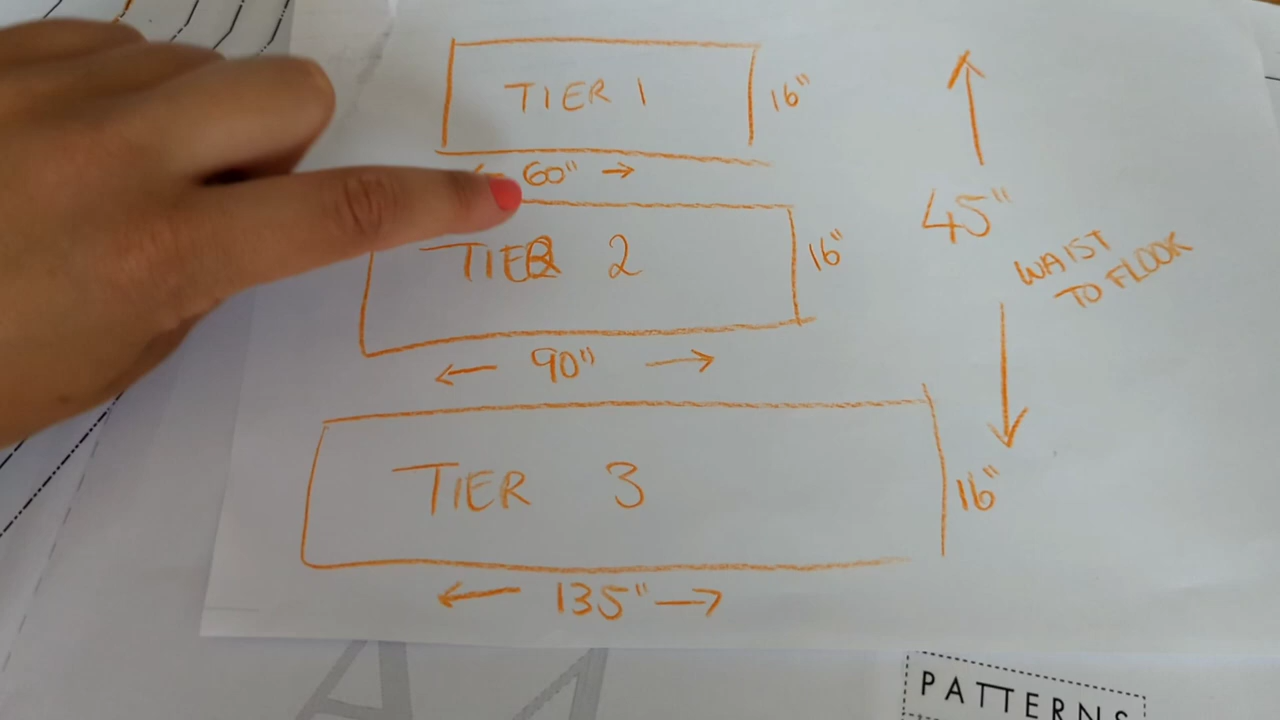 TIER 1
16"
← 60" →
TIER 2
16"
← 90" →
45"
WAIST
TO FLOOR
TIER 3
16"
← 135" →
PATTERNS